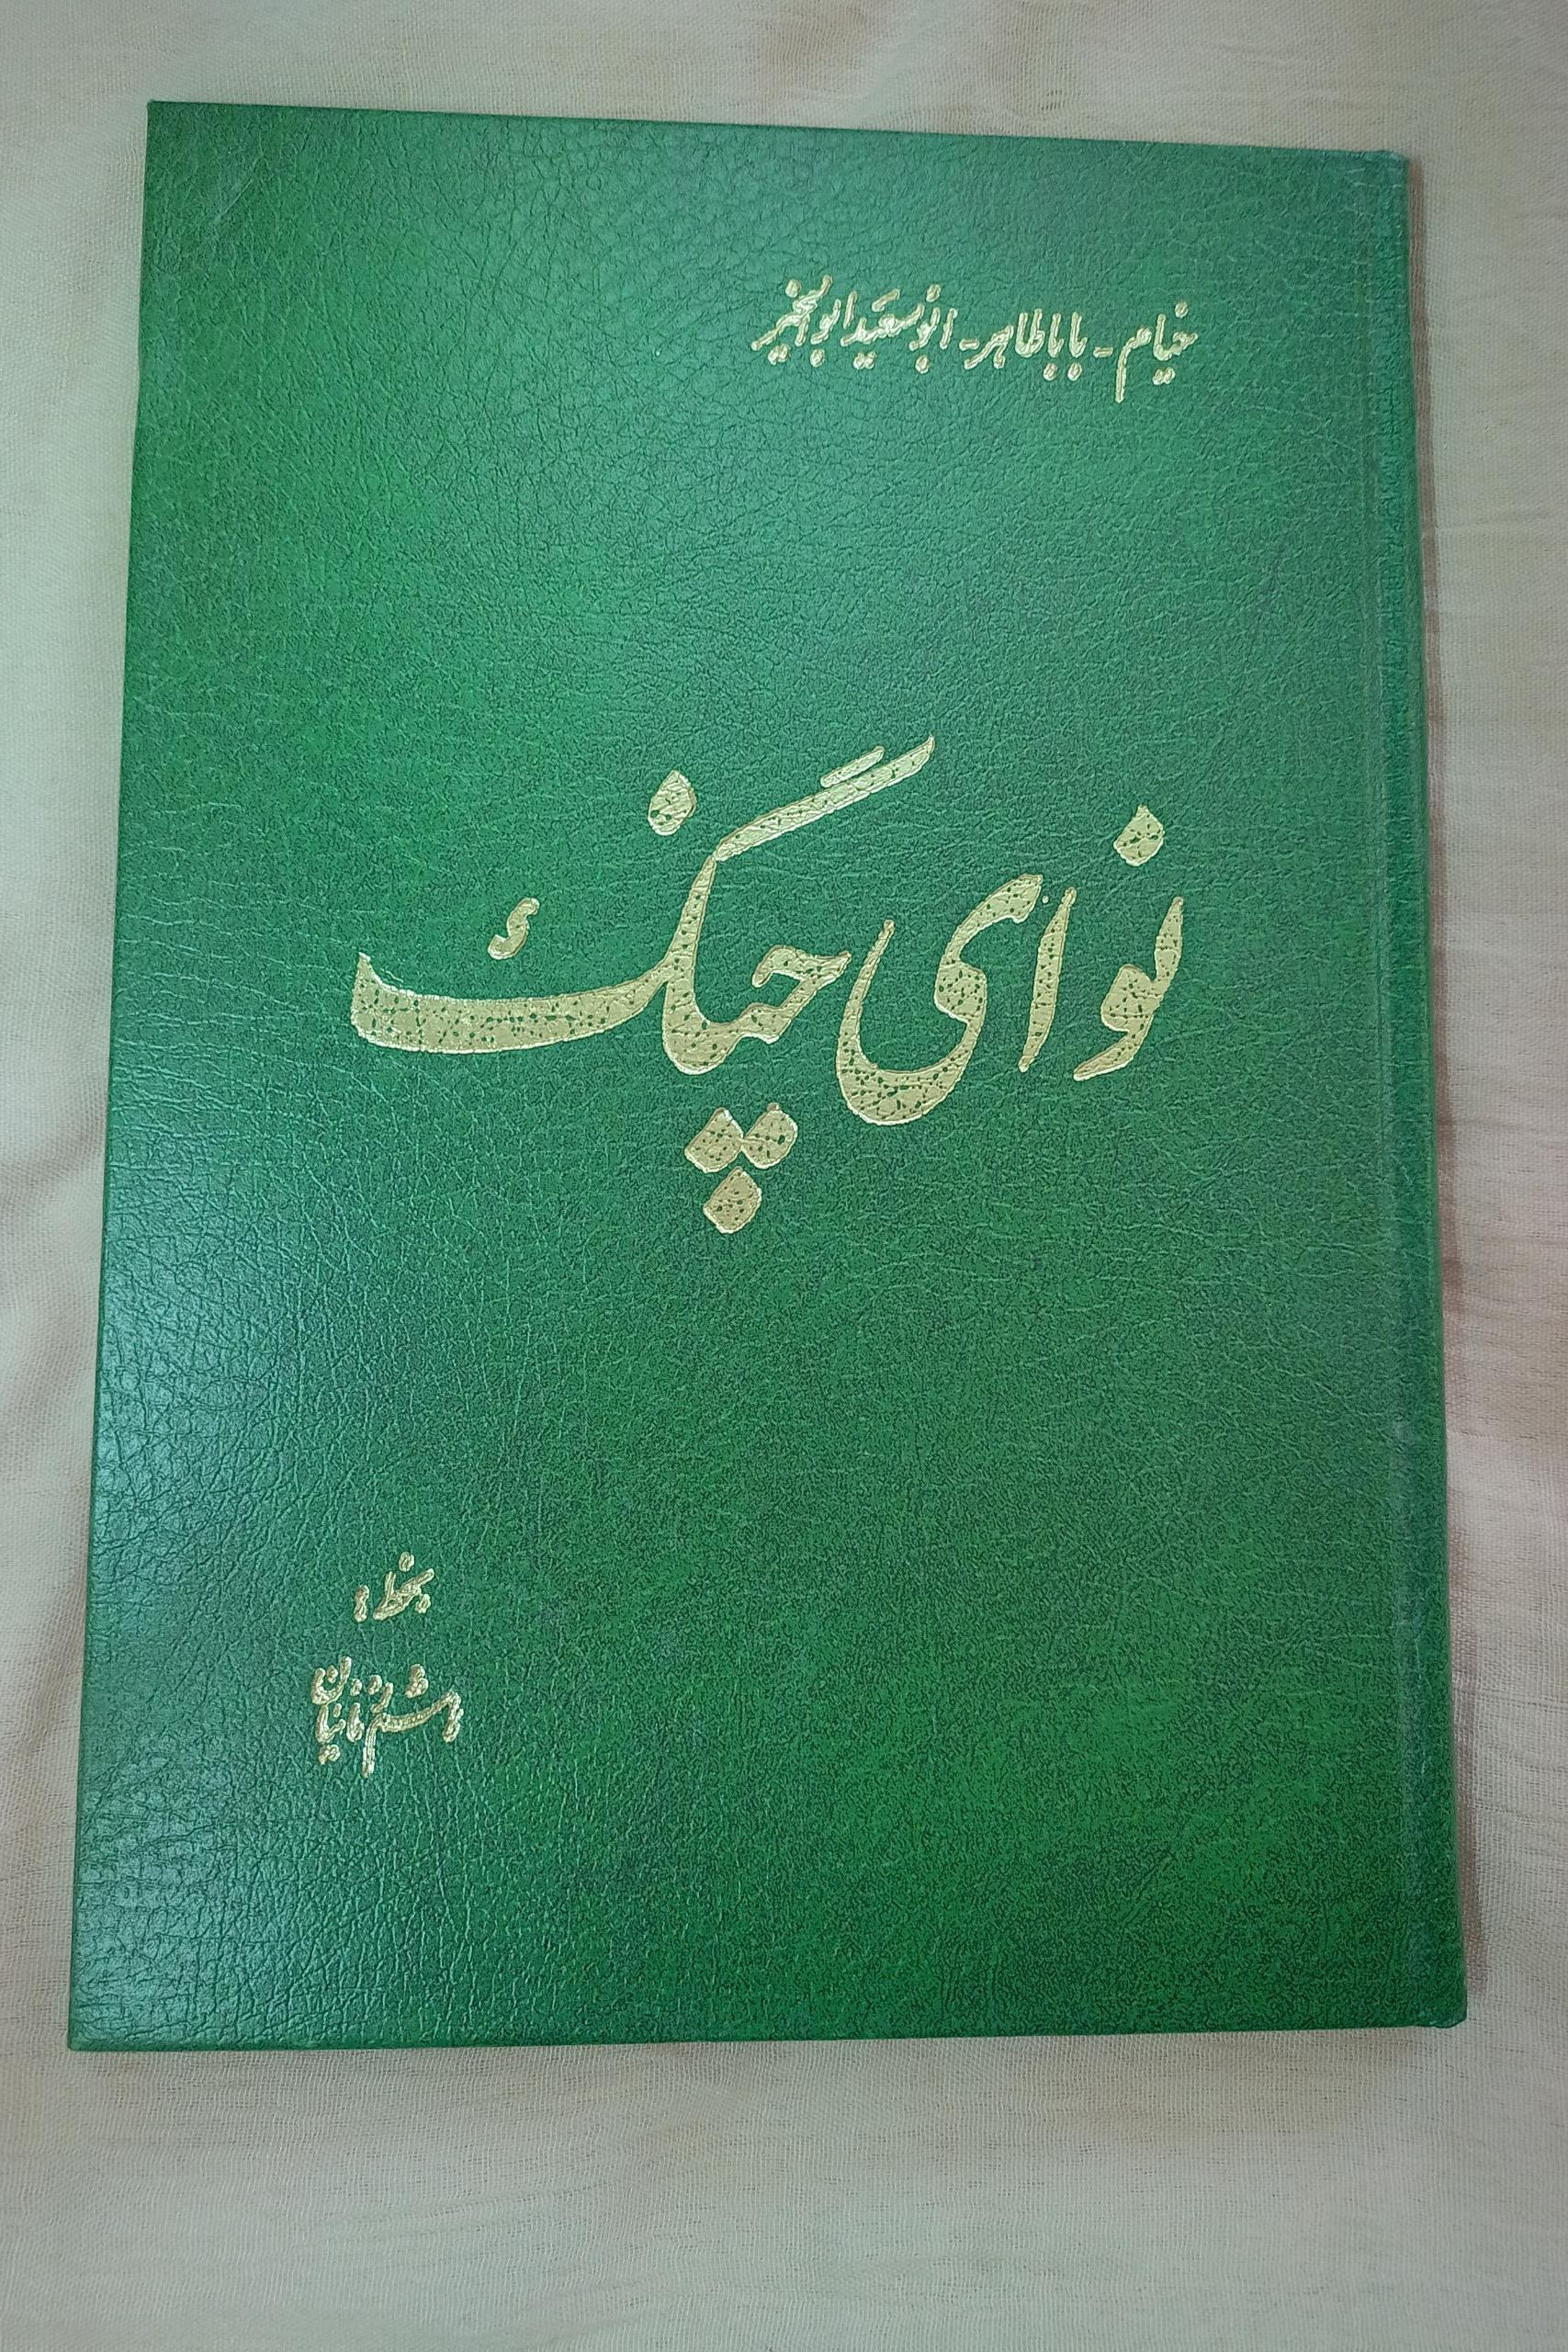 خیام - باباطاهر - ابوسعید ابوالخیر
نوای چنگ
بخط: